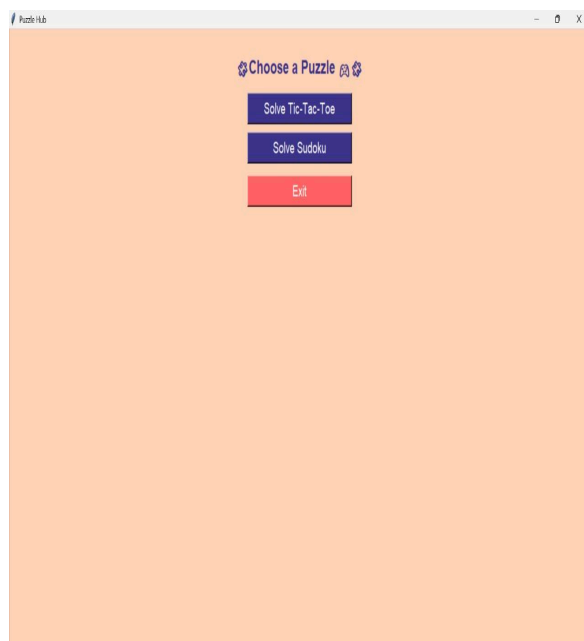 Puzzle Hub
Choose a Puzzle
Solve Tic-Tac-Toe
Solve Sudoku
Exit